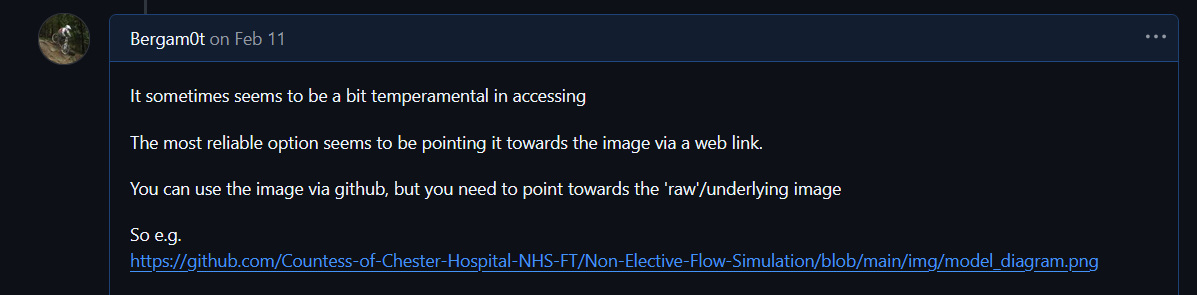 Bergam0t on Feb 11
It sometimes seems to be a bit temperamental in accessing
The most reliable option seems to be pointing it towards the image via a web link.
You can use the image via github, but you need to point towards the 'raw'/underlying image
So e.g.
https://github.com/Countess-of-Chester-Hospital-NHS-FT/Non-Elective-Flow-Simulation/blob/main/img/model_diagram.png